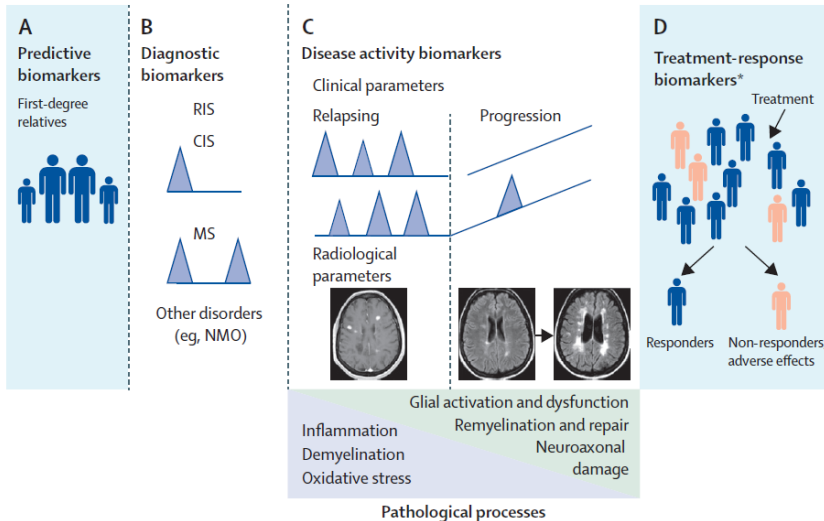 A
Predictive
biomarkers
First-degree
relatives
B
Diagnostic
biomarkers
RIS
CIS
MS
Other disorders
(eg, NMO)
C
Disease activity biomarkers
Clinical parameters
Relapsing
Progression
Radiological
parameters
Glial activation and dysfunction
Remyelination and repair
Neuroaxonal
damage
Inflammation
Demyelination
Oxidative stress
Pathological processes
D
Treatment-response
biomarkers*
Treatment
Responders
Non-responders
adverse effects